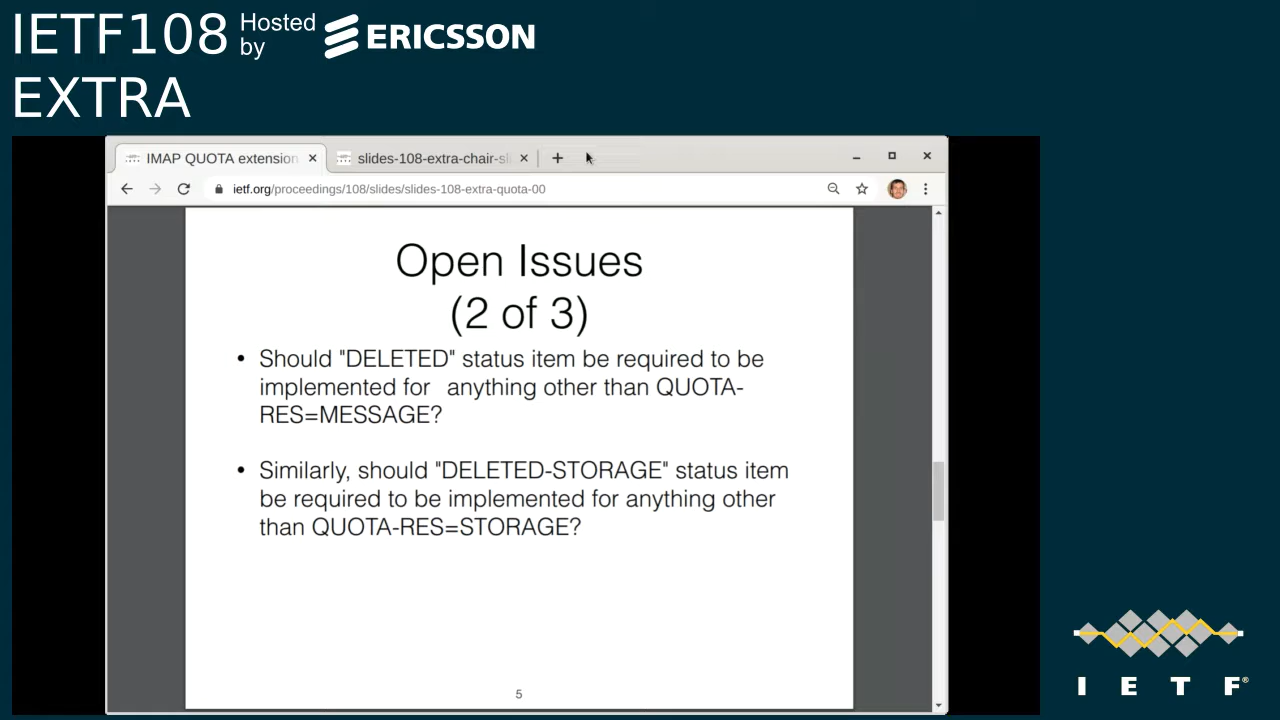 IETF108 Hosted by ERICSSON
EXTRA
IMAP QUOTA extension
slides-108-extra-chair-sl
ietf.org/proceedings/108/slides/slides-108-extra-quota-00
Open Issues
(2 of 3)
• Should "DELETED" status item be required to be
implemented for anything other than QUOTA-
RES=MESSAGE?
• Similarly, should "DELETED-STORAGE" status item
be required to be implemented for anything other
than QUOTA-RES=STORAGE?
5
I E T F®